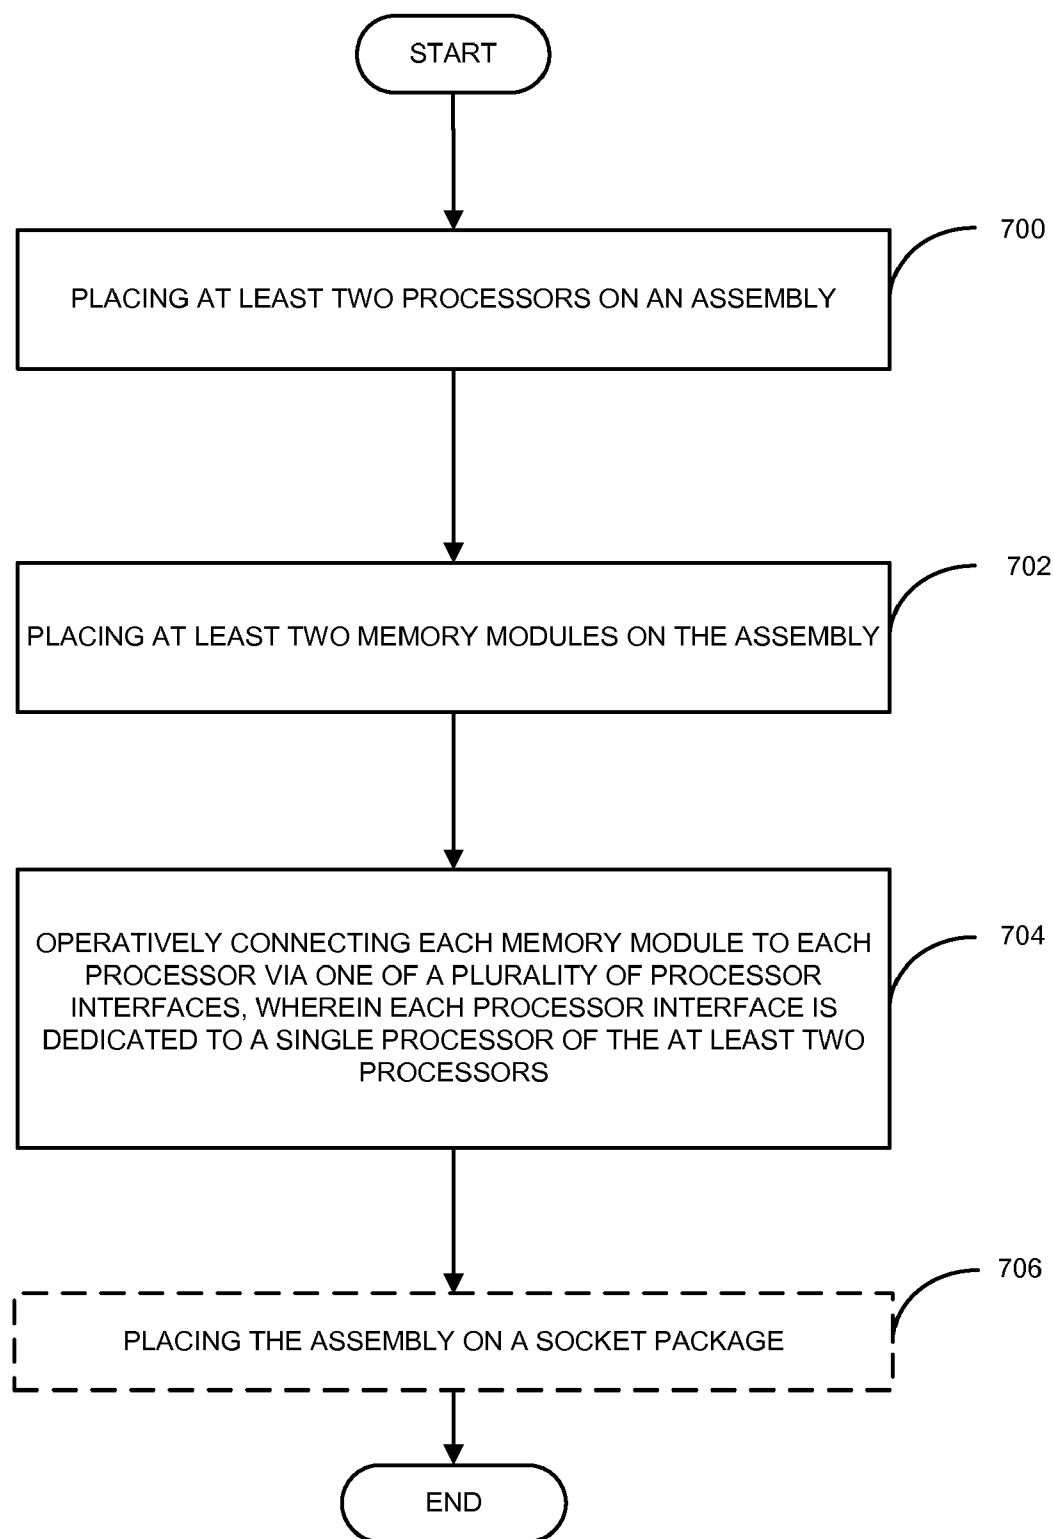 START
700
PLACING AT LEAST TWO PROCESSORS ON AN ASSEMBLY
702
PLACING AT LEAST TWO MEMORY MODULES ON THE ASSEMBLY
704
OPERATIVELY CONNECTING EACH MEMORY MODULE TO EACH
PROCESSOR VIA ONE OF A PLURALITY OF PROCESSOR
INTERFACES, WHEREIN EACH PROCESSOR INTERFACE IS
DEDICATED TO A SINGLE PROCESSOR OF THE AT LEAST TWO
PROCESSORS
706
PLACING THE ASSEMBLY ON A SOCKET PACKAGE
END